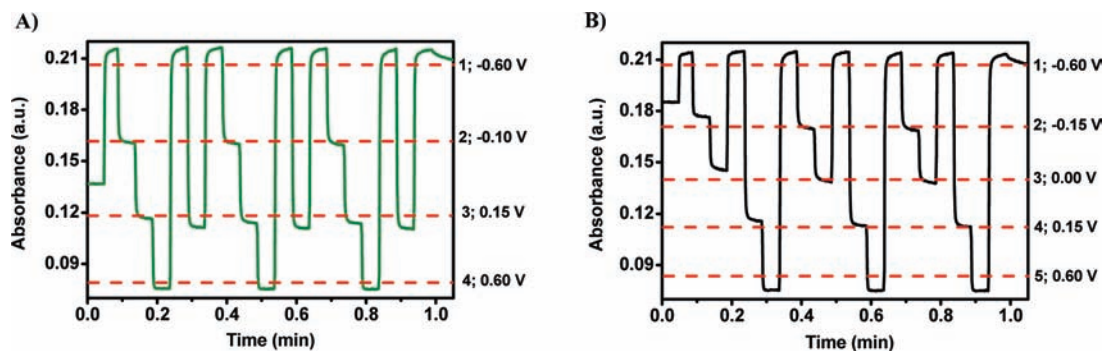 A)
Absorbance (a.u.)
0.21
0.18
0.15
0.12
0.09
0.0
0.2
0.4
0.6
0.8
1.0
Time (min)
1; -0.60 V
2; -0.10 V
3; 0.15 V
4; 0.60 V
B)
Absorbance (a.u.)
0.21
0.18
0.15
0.12
0.09
0.0
0.2
0.4
0.6
0.8
1.0
Time (min)
1; -0.60 V
2; -0.15 V
3; 0.00 V
4; 0.15 V
5; 0.60 V